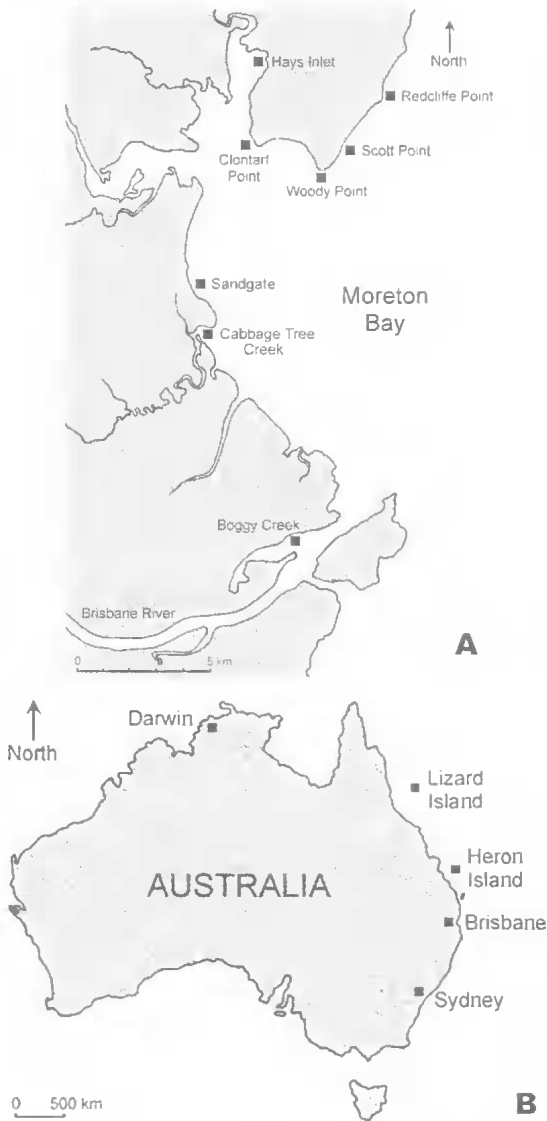 North
Hays Inlet
Redcliffe Point
Scott Point
Clontarf
Point
Woody Point
Sandgate
Moreton
Bay
Cabbage Tree
Creek
Boggy Creek
Brisbane River
0 5 km
A
North
Darwin
Lizard
Island
Heron
Island
AUSTRALIA
Brisbane
Sydney
0 500 km
B